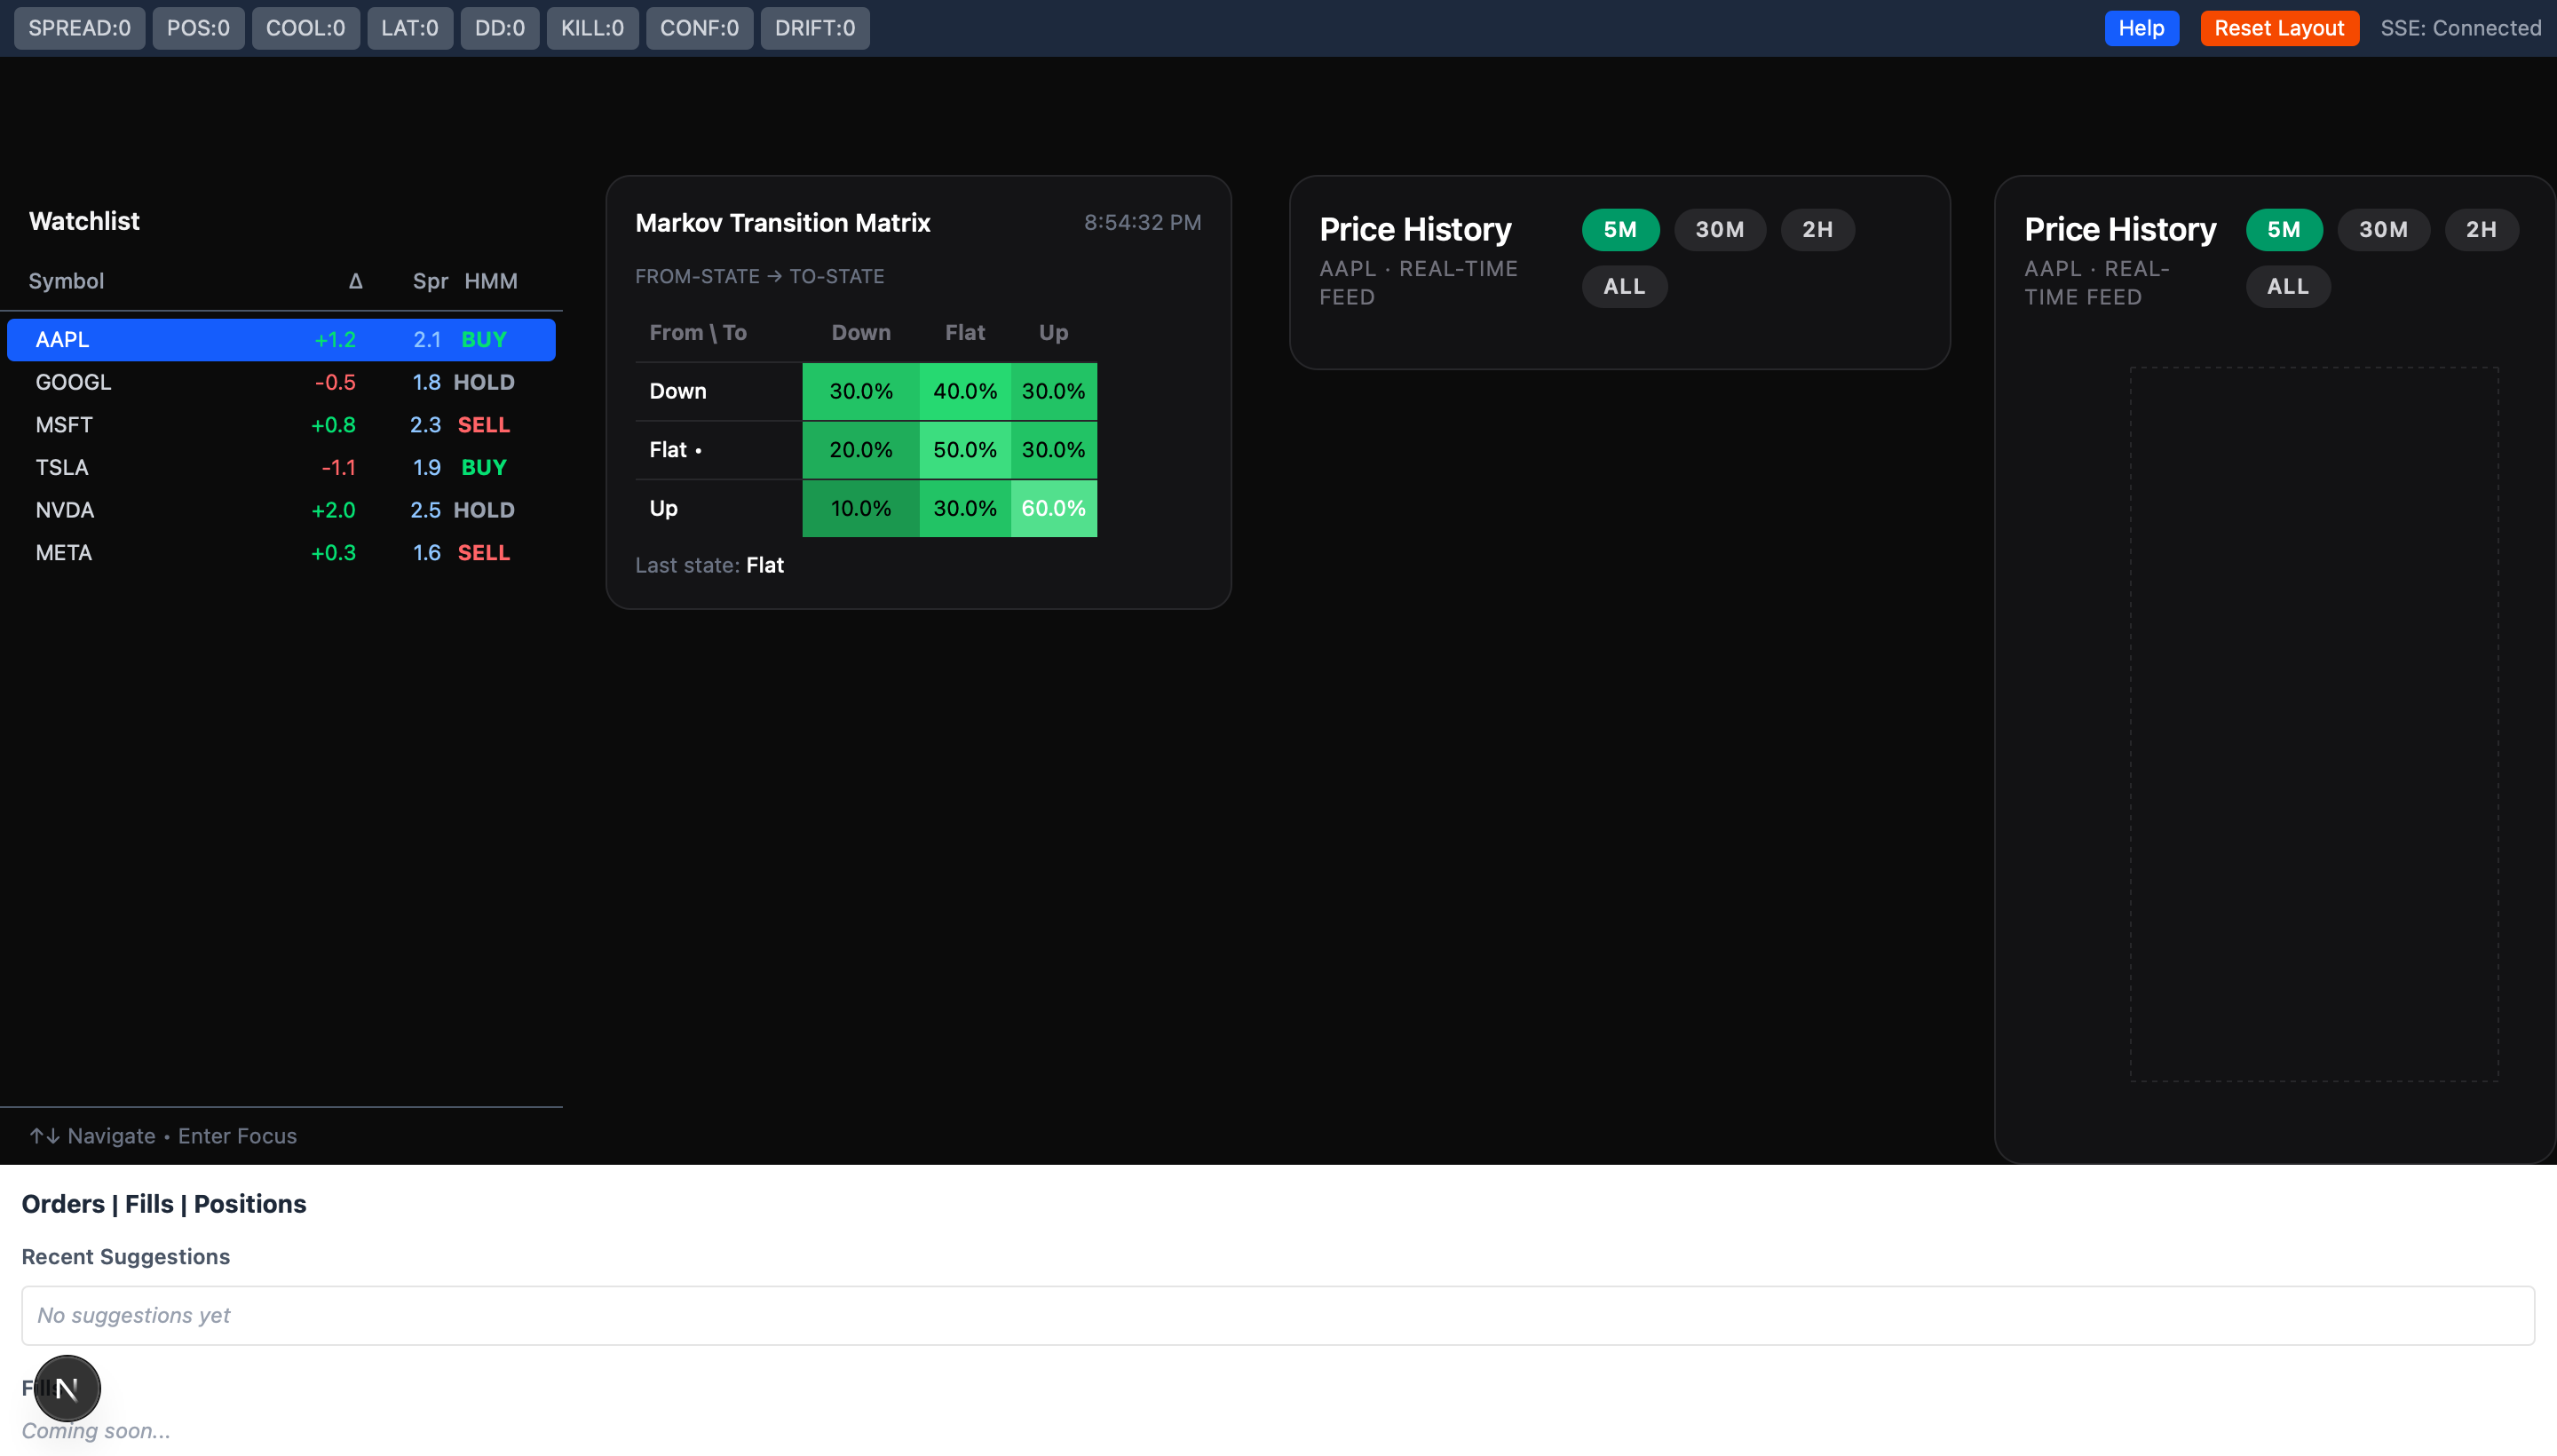 SPREAD:0 POS:0 COOL:0 LAT:0 DD:0 KILL:0 CONF:0 DRIFT:0 Help Reset Layout SSE: Connected
Watchlist
Symbol Δ Spr HMM
AAPL +1.2 2.1 BUY
GOOGL -0.5 1.8 HOLD
MSFT +0.8 2.3 SELL
TSLA -1.1 1.9 BUY
NVDA +2.0 2.5 HOLD
META +0.3 1.6 SELL
↑↓ Navigate • Enter Focus
Markov Transition Matrix 8:54:32 PM
FROM-STATE → TO-STATE
From \ To Down Flat Up
Down 30.0% 40.0% 30.0%
Flat • 20.0% 50.0% 30.0%
Up 10.0% 30.0% 60.0%
Last state: Flat
Price History 5M 30M 2H
AAPL · REAL-TIME
FEED
ALL
Price History 5M 30M 2H
AAPL · REAL-
TIME FEED
ALL
Orders | Fills | Positions
Recent Suggestions
No suggestions yet
Fills
N
Coming soon...